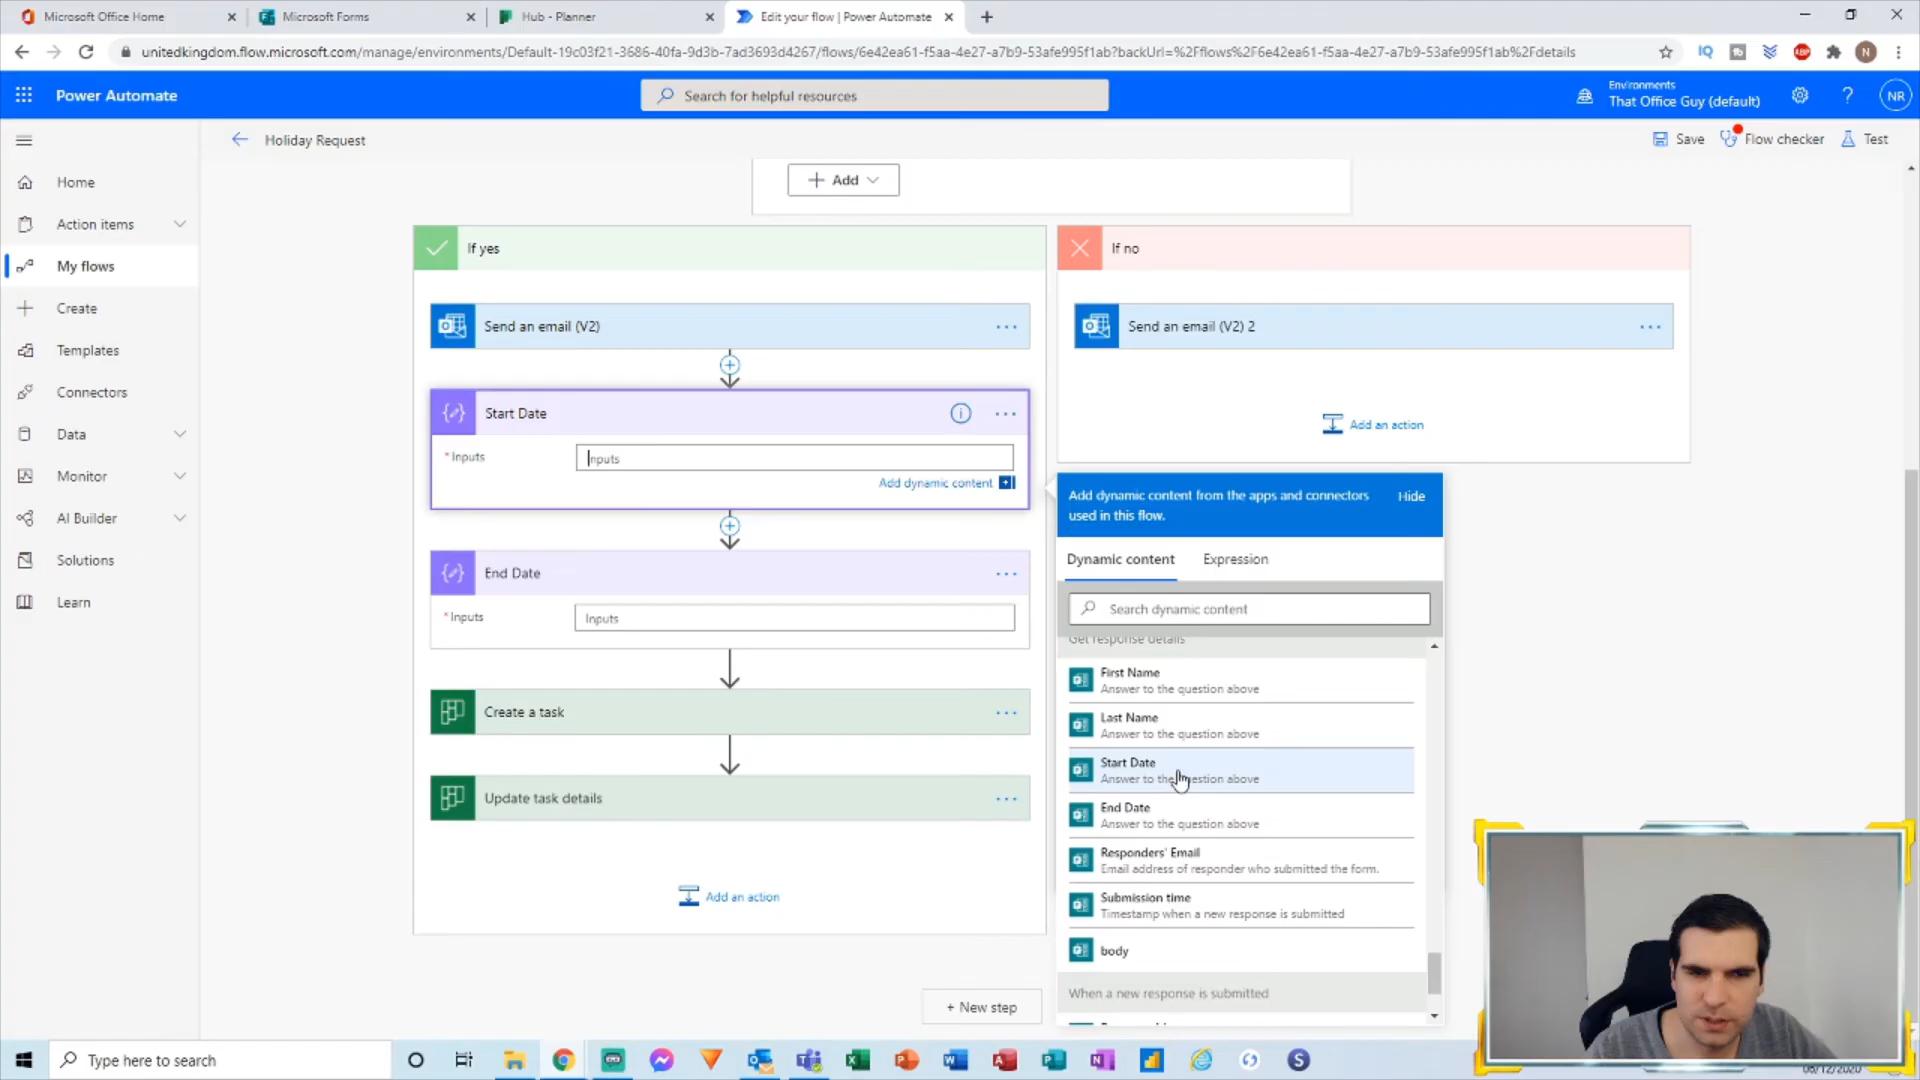 Microsoft Office Home
Microsoft Forms
Hub - Planner
Edit your flow | Power Automate
unitedkingdom.flow.microsoft.com/manage/environments/Default-19c03f21-3686-40fa-9d3b-7ad3693d4267/flows/6e42ea61-f5aa-4e27-a7b9-53afe995f1ab?backUrl=%2Fflows%2F6e42ea61-f5aa-4e27-a7b9-53afe995f1ab%2Fdetails
IQ
ABP
N
Power Automate
Search for helpful resources
Environments
That Office Guy (default)
?
NR
Holiday Request
Save
Flow checker
Test
Home
Action items
My flows
Create
Templates
Connectors
Data
Monitor
AI Builder
Solutions
Learn
Add
If yes
If no
Send an email (V2)
Send an email (V2) 2
Start Date
* Inputs
Inputs
Add dynamic content
Add an action
End Date
* Inputs
Inputs
Create a task
Update task details
Add an action
+ New step
Add dynamic content from the apps and connectors
used in this flow.
Hide
Dynamic content
Expression
Search dynamic content
Get response details
First Name
Answer to the question above
Last Name
Answer to the question above
Start Date
Answer to the question above
End Date
Answer to the question above
Responders' Email
Email address of responder who submitted the form.
Submission time
Timestamp when a new response is submitted
body
When a new response is submitted
Type here to search
06/12/2020